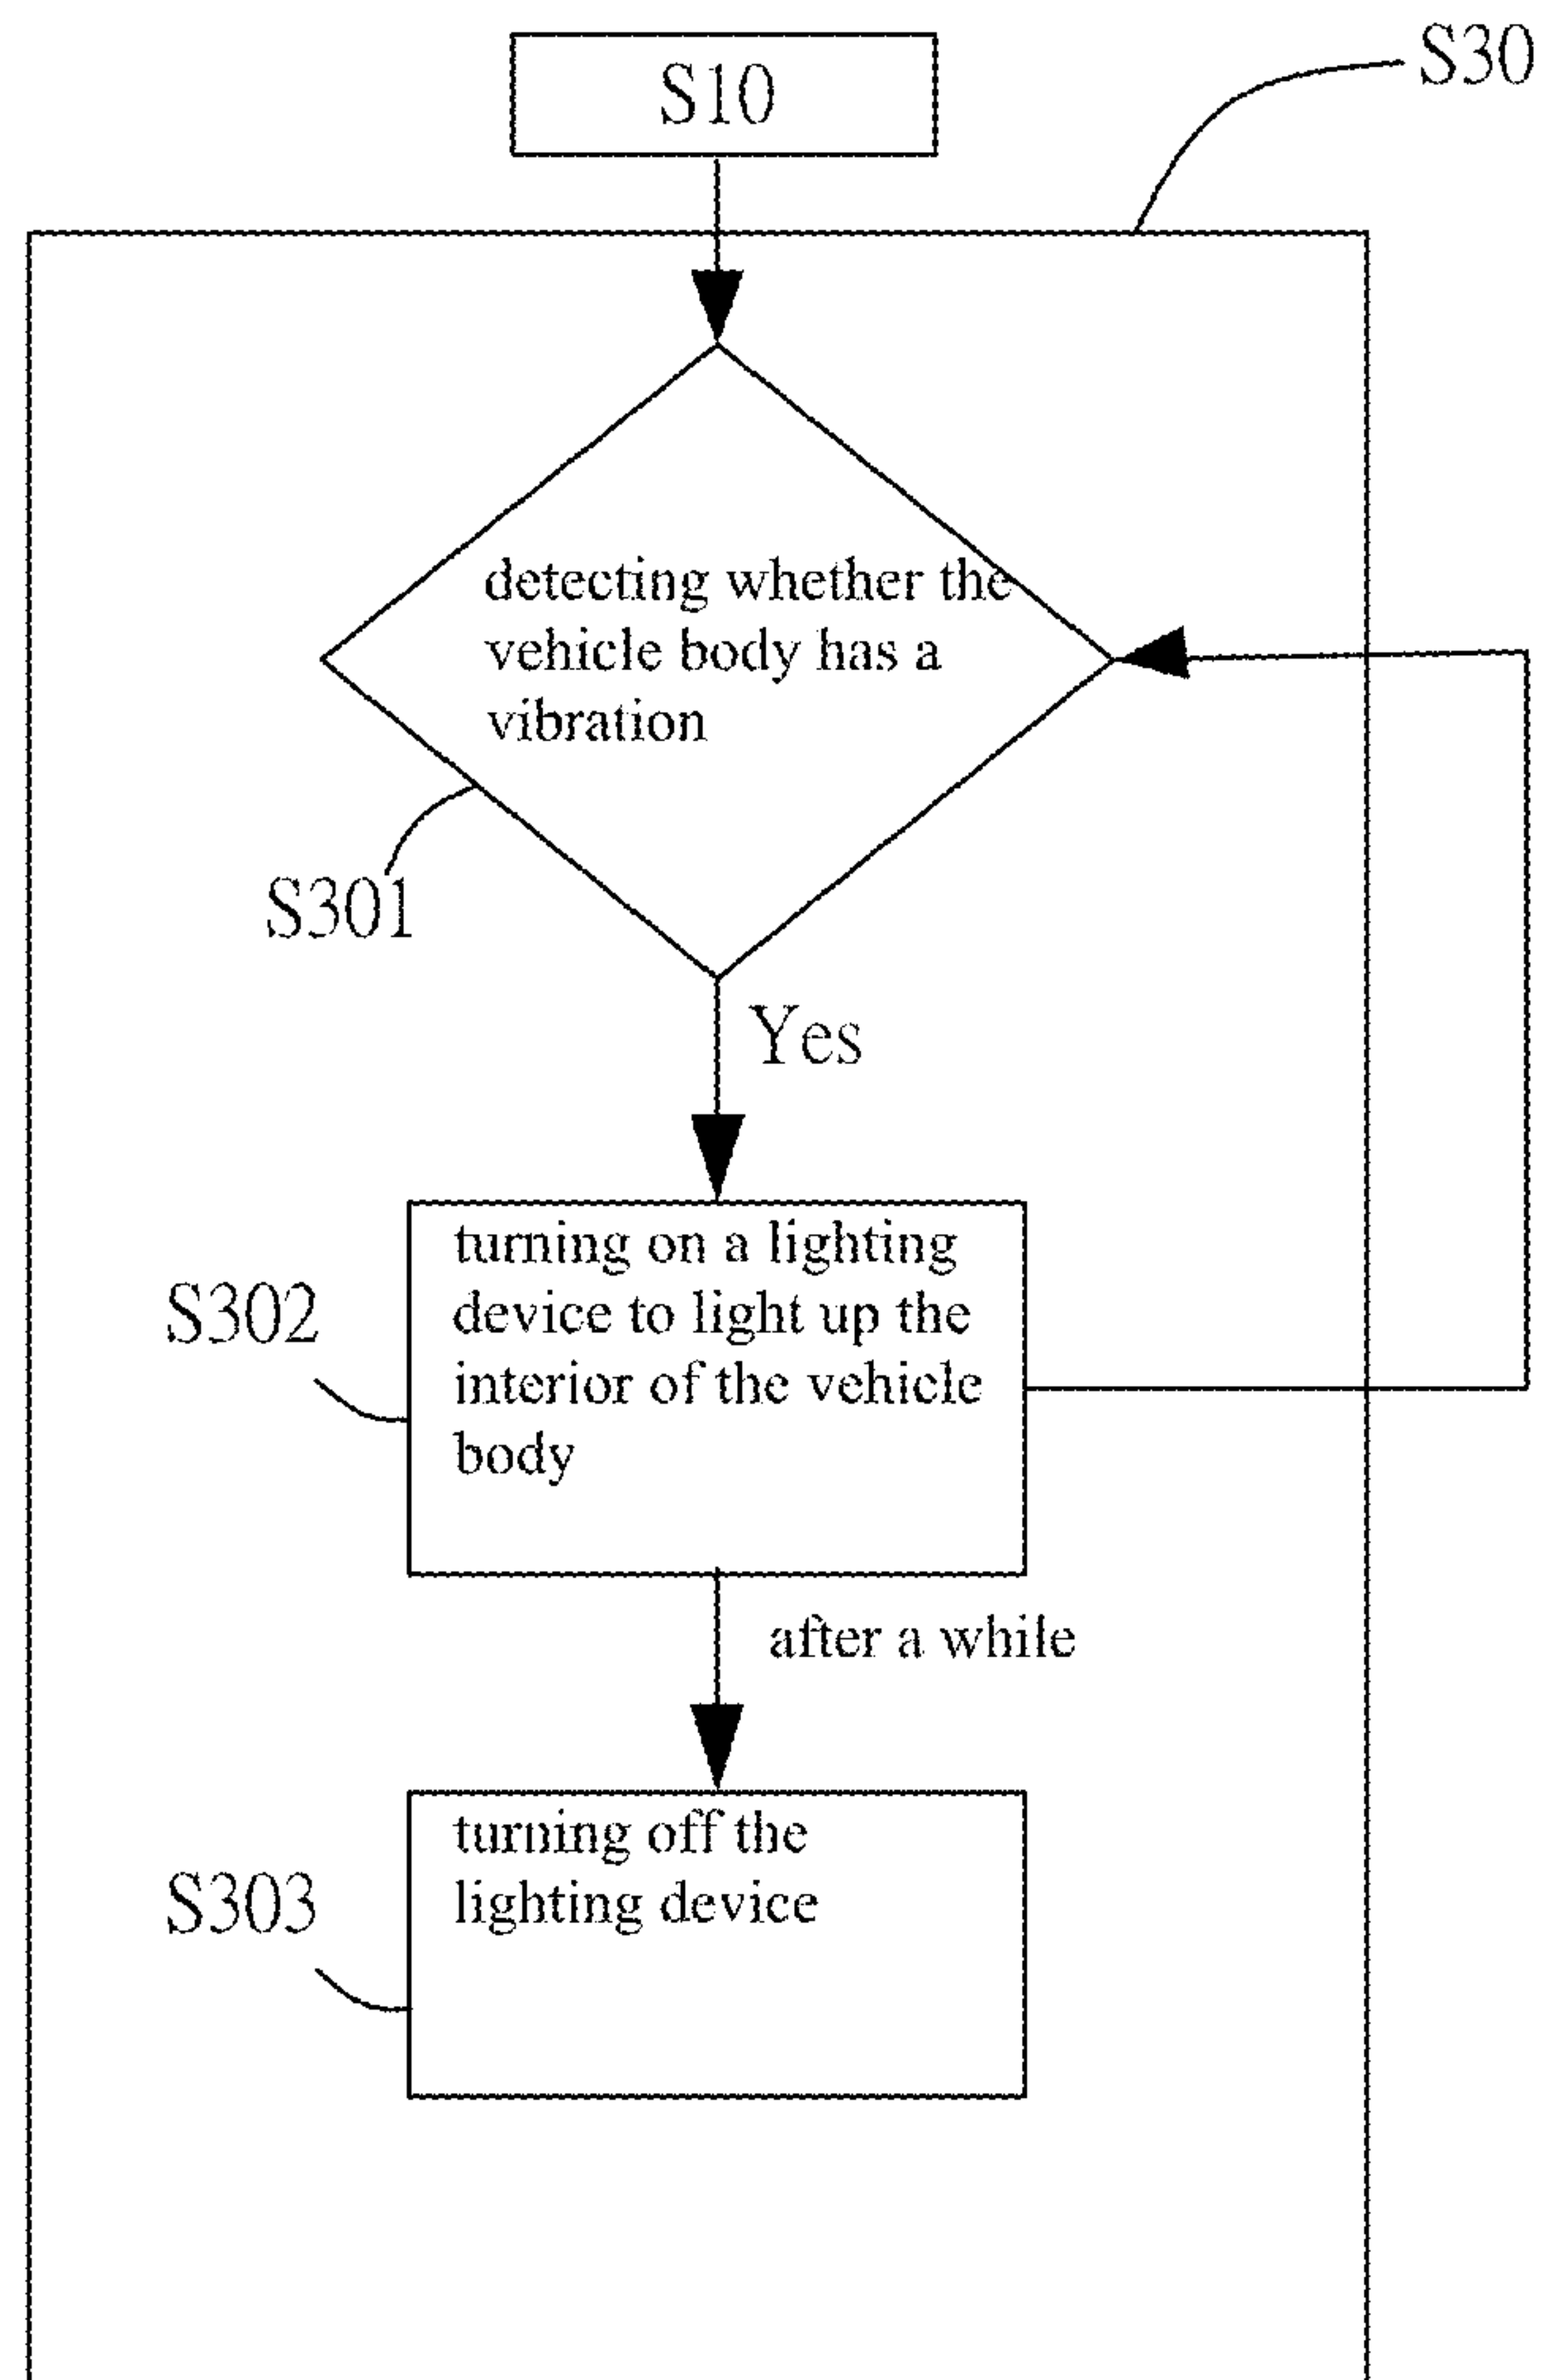 S10
S30
detecting whether the
vehicle body has a
vibration
S301
Yes
turning on a lighting
device to light up the
interior of the vehicle
body
S302
after a while
turning off the
lighting device
S303